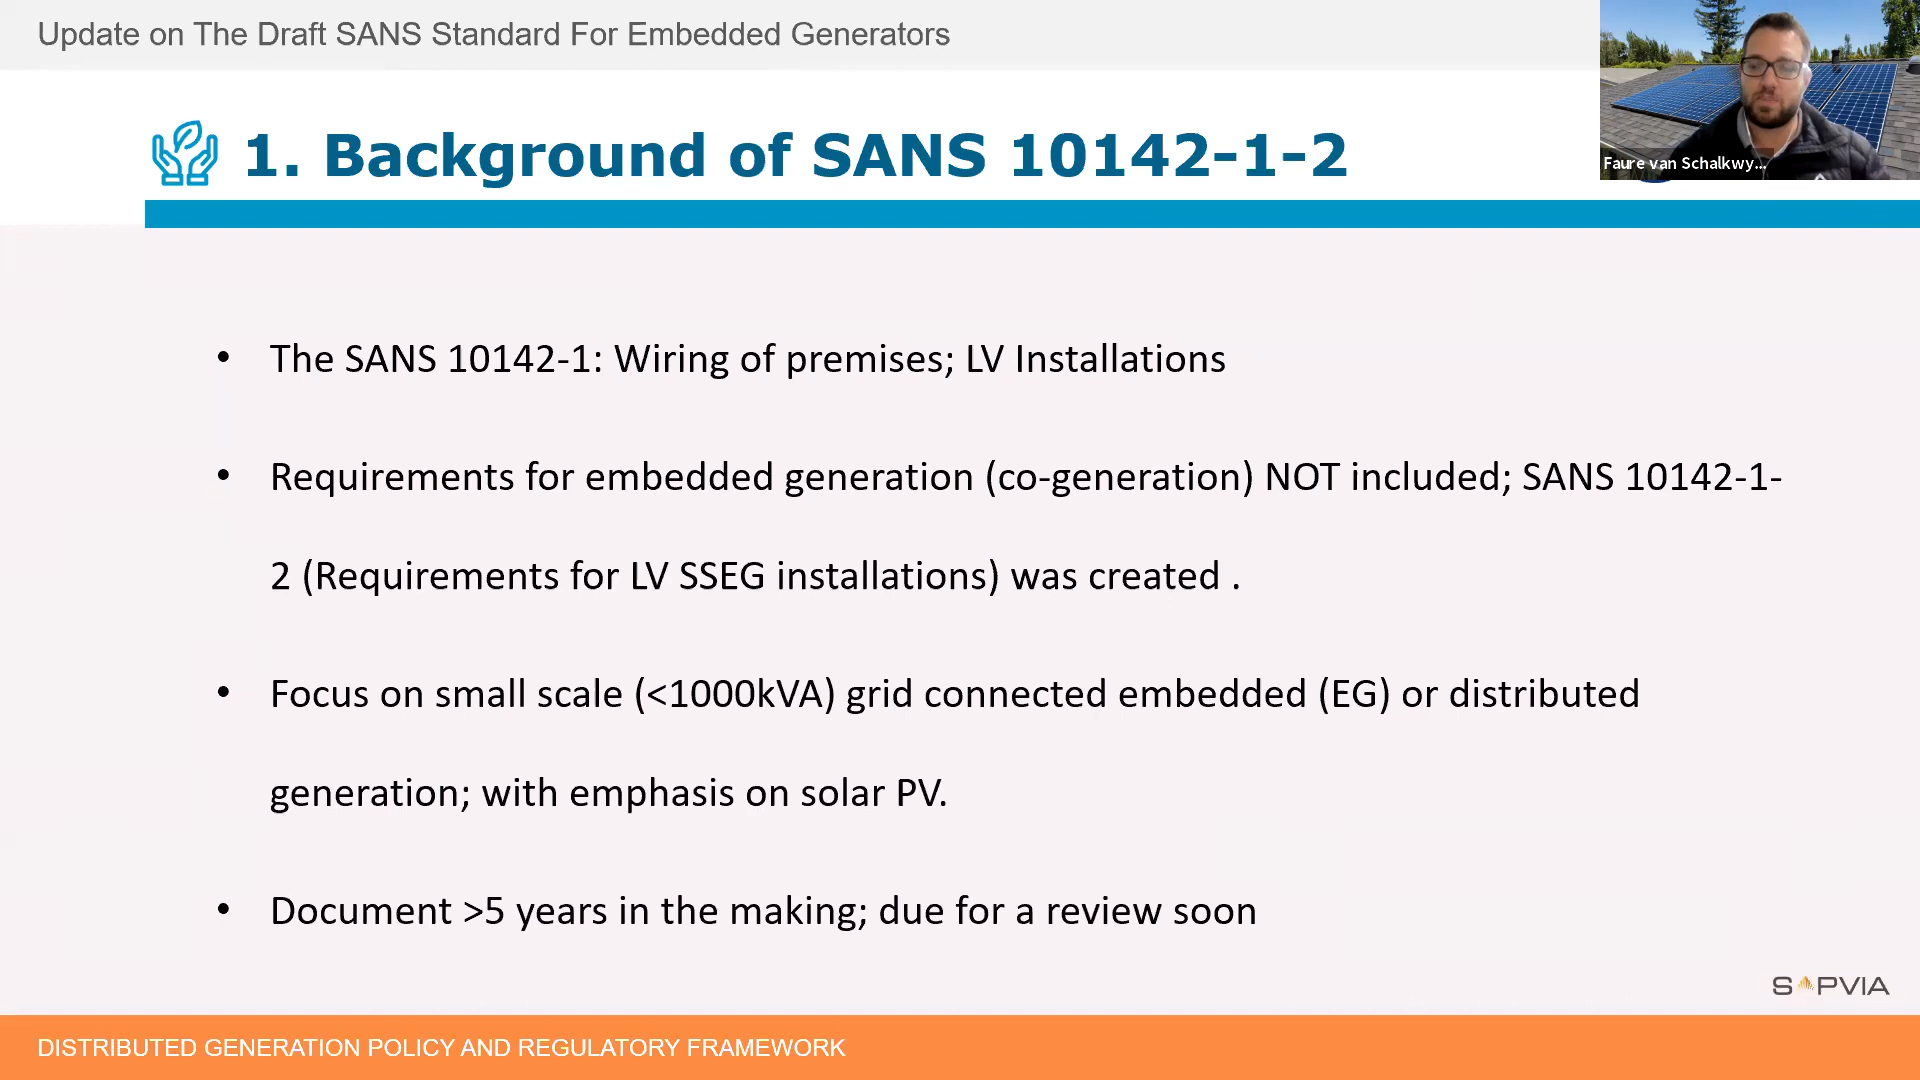 Update on The Draft SANS Standard For Embedded Generators
Faure van Schalkwy...
1. Background of SANS 10142-1-2
• The SANS 10142-1: Wiring of premises; LV Installations
• Requirements for embedded generation (co-generation) NOT included; SANS 10142-1-
2 (Requirements for LV SSEG installations) was created .
• Focus on small scale (<1000kVA) grid connected embedded (EG) or distributed
generation; with emphasis on solar PV.
• Document >5 years in the making; due for a review soon
SAPVIA
DISTRIBUTED GENERATION POLICY AND REGULATORY FRAMEWORK